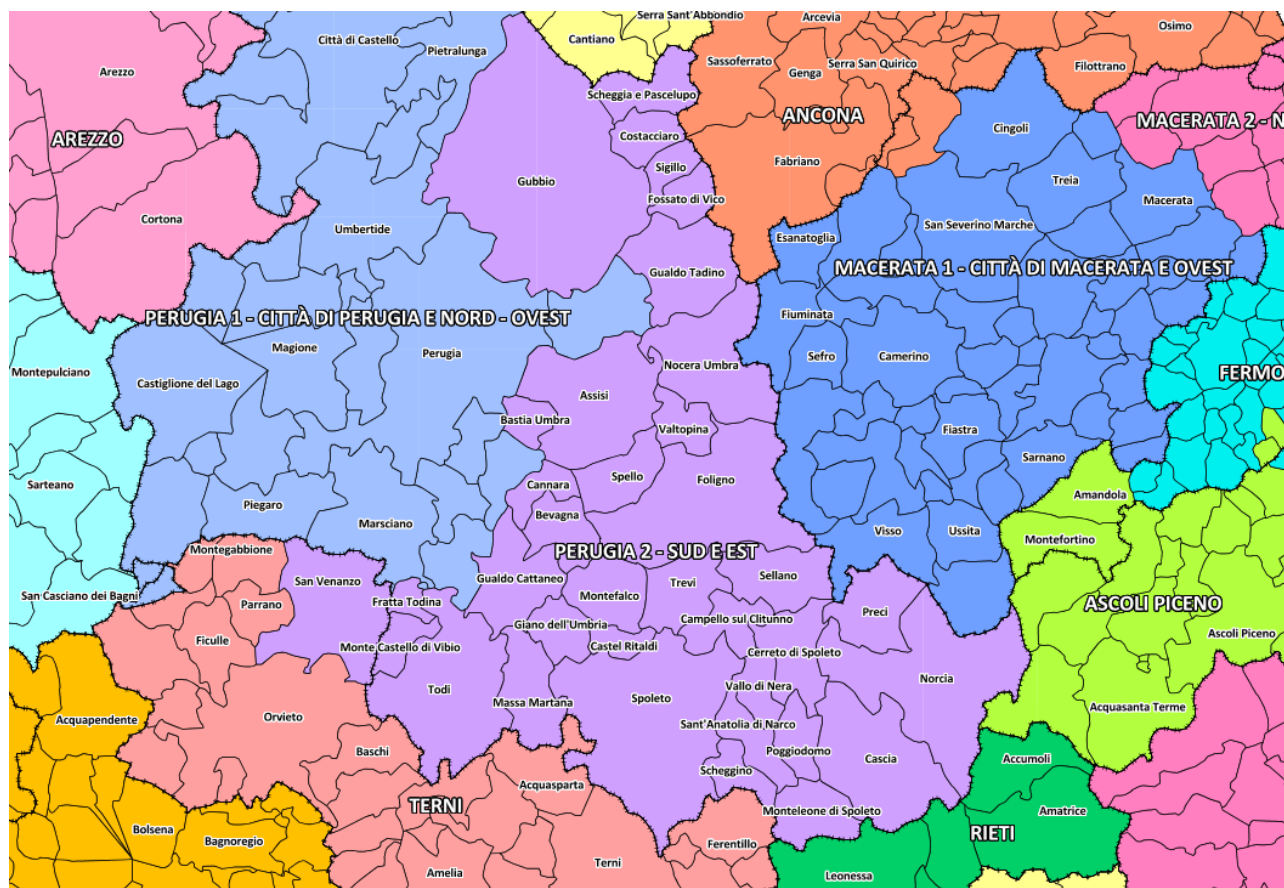 Serra Sant'Abbondio
Arcevia
Osimo
Città di Castello
Pietralunga
Cantiano
Sassoferrato
Genga
Serra San Quirico
Filottrano
Arezzo
Scheggia e Pascelupo
AREZZO
ANCONA
MACERATA 2 - N
Costacciaro
Cingoli
Gubbio
Sigillo
Fabriano
Treia
Cortona
Fossato di Vico
Macerata
Umbertide
Esanatoglia
San Severino Marche
Gualdo Tadino
MACERATA 1 - CITTÀ DI MACERATA E OVEST
PERUGIA 1 - CITTÀ DI PERUGIA E NORD - OVEST
Fiuminata
Magione
Perugia
Sefro
Camerino
Montepulciano
Castiglione del Lago
Nocera Umbra
FERMO
Assisi
Bastia Umbra
Valtopina
Fiastra
Sarnano
Sarteano
Cannara
Spello
Foligno
Amandola
Piegaro
Marsciano
Bevagna
Visso
Ussita
Montefortino
Montegabbione
PERUGIA 2 - SUD E EST
San Venanzo
Gualdo Cattaneo
Trevi
Sellano
San Casciano dei Bagni
Fratta Todina
Montefalco
Preci
ASCOLI PICENO
Parrano
Giano dell'Umbria
Campello sul Clitunno
Ficulle
Monte Castello di Vibio
Castel Ritaldi
Cerreto di Spoleto
Ascoli Piceno
Todi
Spoleto
Vallo di Nera
Norcia
Acquapendente
Orvieto
Massa Martana
Sant'Anatolia di Narco
Acquasanta Terme
Baschi
Poggiodomo
Cascia
Accumoli
Scheggino
Acquasparta
TERNI
Monteleone di Spoleto
Amatrice
Bolsena
Bagnoregio
Ferentillo
RIETI
Amelia
Terni
Leonessa